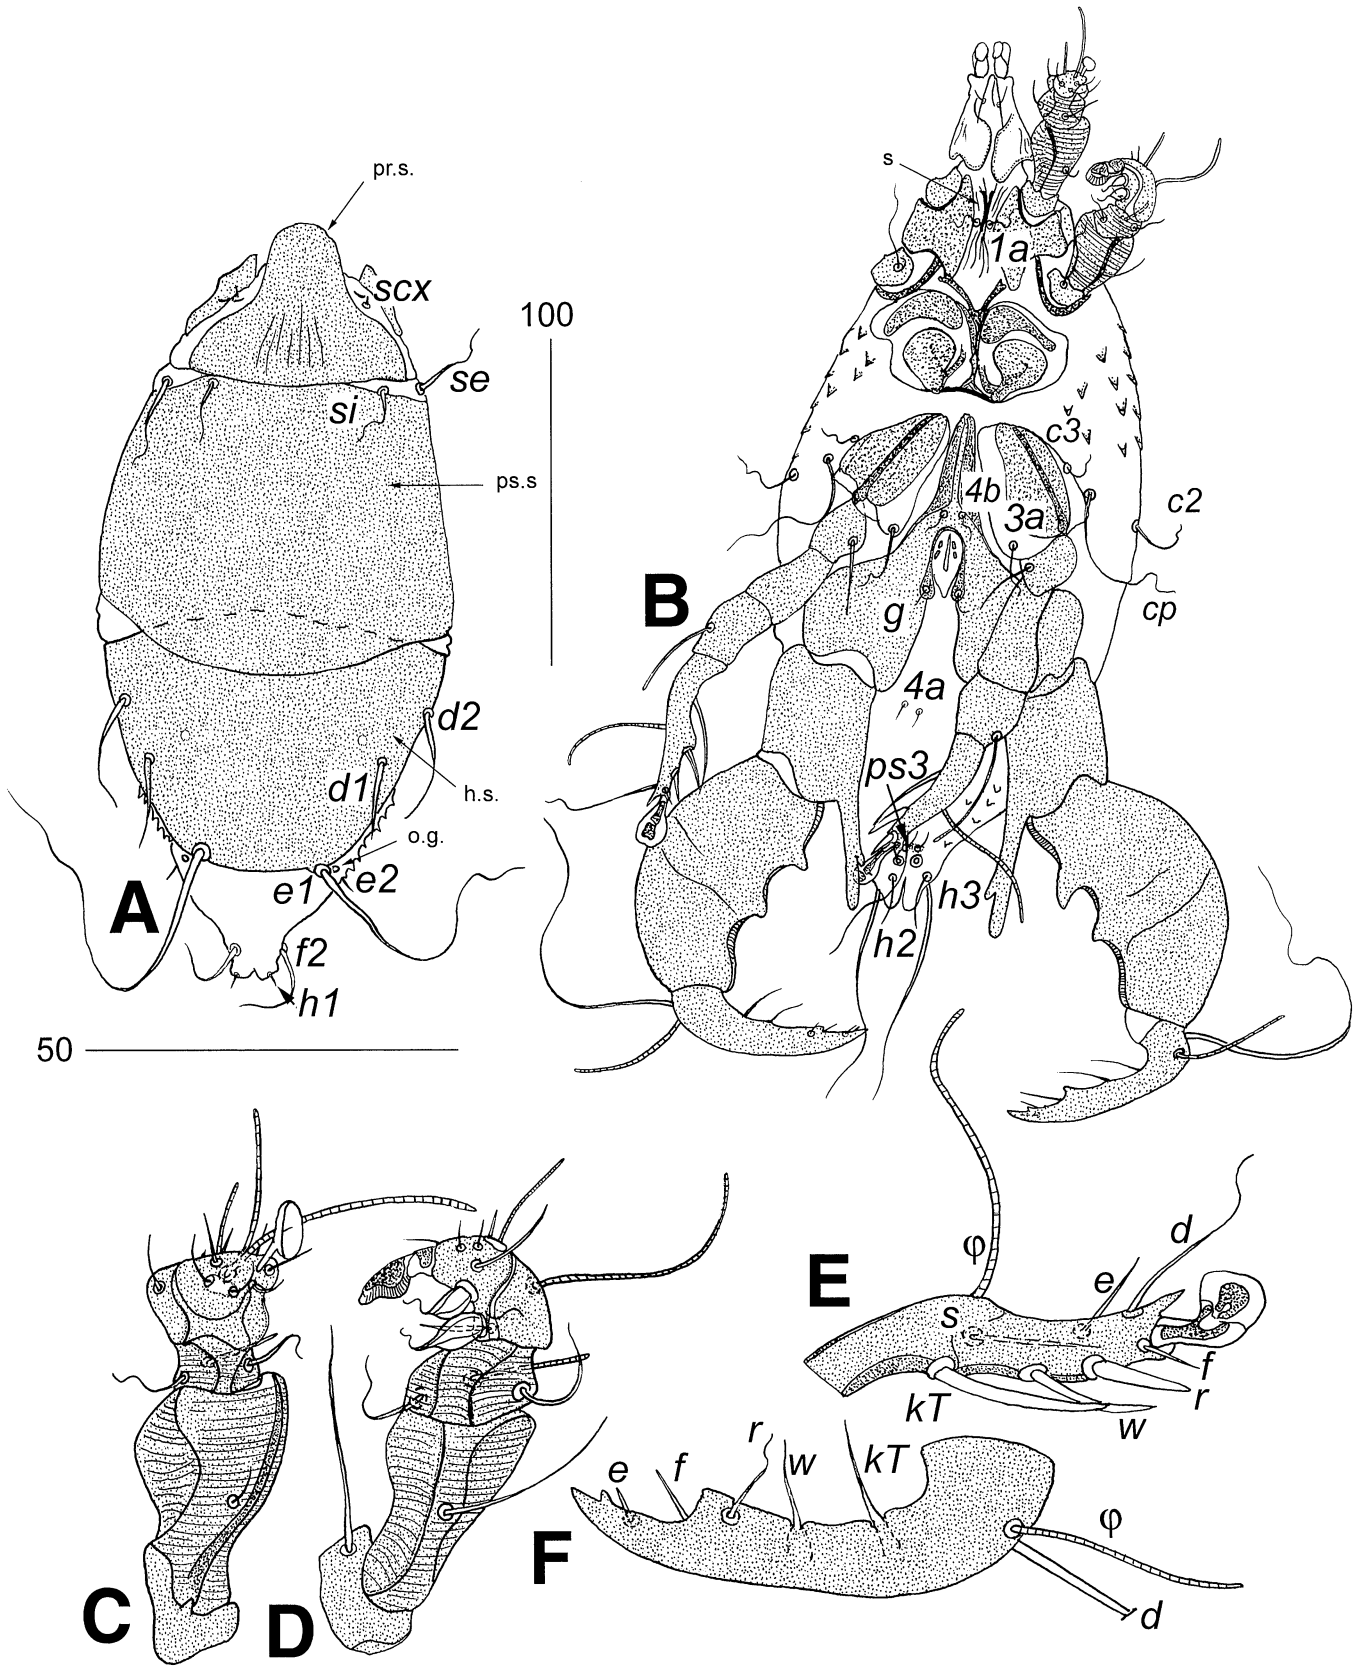 pr.s.
scx
100
se
si
ps.s
d2
d1
h.s.
o.g.
e1
e2
A
f2
h1
50
s
1a
c3
4b
3a
c2
B
g
cp
4a
ps3
h3
h2
φ
d
E
e
s
f
r
kT
w
r
w
kT
e
f
F
φ
d
C
D